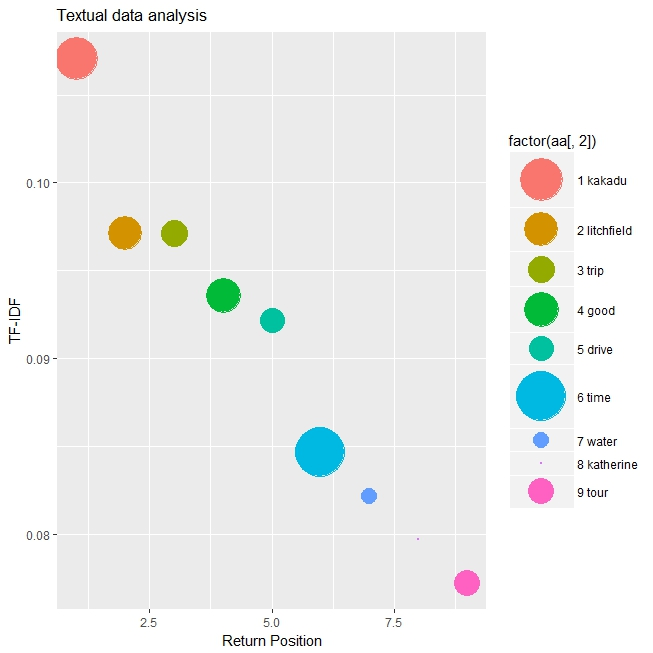 Textual data analysis
TF-IDF
0.10
0.09
0.08
2.5
5.0
7.5
Return Position
factor(aa[, 2])
1 kakadu
2 litchfield
3 trip
4 good
5 drive
6 time
7 water
8 katherine
9 tour